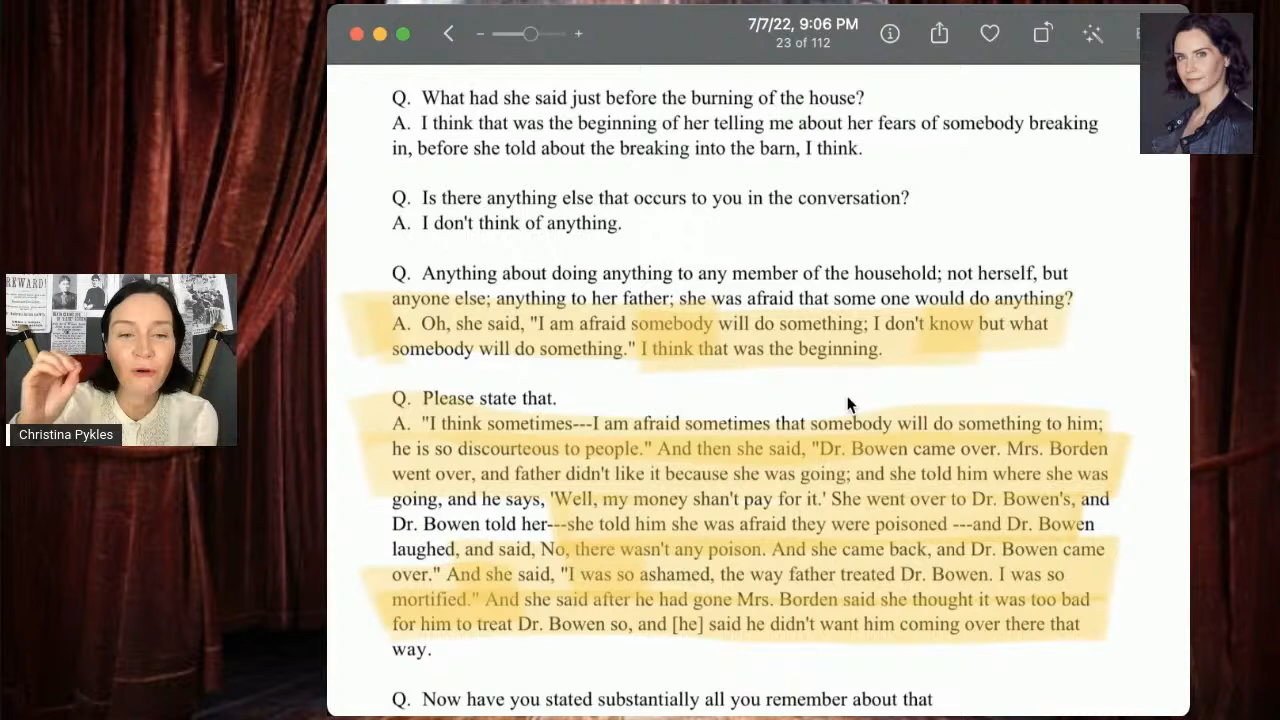 7/7/22, 9:06 PM
23 of 112
Q. What had she said just before the burning of the house?
A. I think that was the beginning of her telling me about her fears of somebody breaking
in, before she told about the breaking into the barn, I think.
Q. Is there anything else that occurs to you in the conversation?
A. I don't think of anything.
Q. Anything about doing anything to any member of the household; not herself, but
anyone else; anything to her father; she was afraid that some one would do anything?
A. Oh, she said, "I am afraid somebody will do something; I don't know but what
somebody will do something." I think that was the beginning.
Q. Please state that.
A. "I think sometimes---I am afraid sometimes that somebody will do something to him;
he is so discourteous to people." And then she said, "Dr. Bowen came over. Mrs. Borden
went over, and father didn't like it because she was going; and she told him where she was
going, and he says, 'Well, my money shan't pay for it.' She went over to Dr. Bowen's, and
Dr. Bowen told her---she told him she was afraid they were poisoned ---and Dr. Bowen
laughed, and said, No, there wasn't any poison. And she came back, and Dr. Bowen came
over." And she said, "I was so ashamed, the way father treated Dr. Bowen. I was so
mortified." And she said after he had gone Mrs. Borden said she thought it was too bad
for him to treat Dr. Bowen so, and [he] said he didn't want him coming over there that
way.
Q. Now have you stated substantially all you remember about that
REWARD!
Christina Pykles